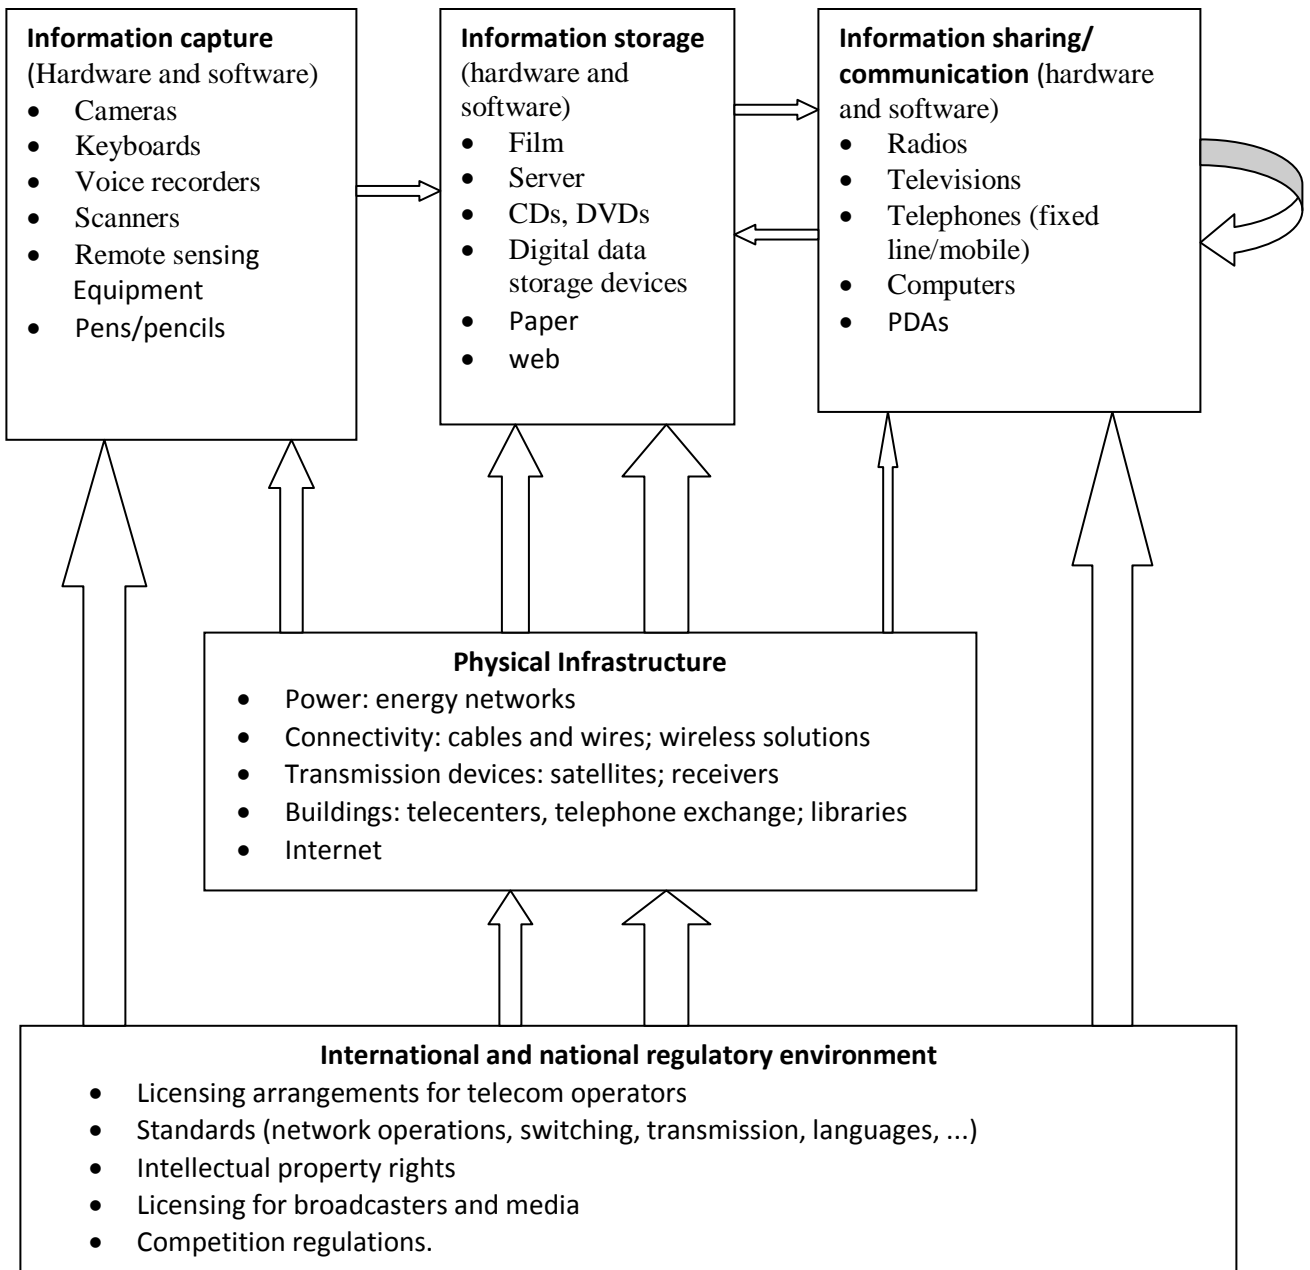 Information capture
(Hardware and software)
• Cameras
• Keyboards
• Voice recorders
• Scanners
• Remote sensing
Equipment
• Pens/pencils
Information storage
(hardware and
software)
• Film
• Server
• CDs, DVDs
• Digital data
storage devices
• Paper
• web
Information sharing/
communication (hardware
and software)
• Radios
• Televisions
• Telephones (fixed
line/mobile)
• Computers
• PDAs
Physical Infrastructure
• Power: energy networks
• Connectivity: cables and wires; wireless solutions
• Transmission devices: satellites; receivers
• Buildings: telecenters, telephone exchange; libraries
• Internet
International and national regulatory environment
• Licensing arrangements for telecom operators
• Standards (network operations, switching, transmission, languages, ...)
• Intellectual property rights
• Licensing for broadcasters and media
• Competition regulations.